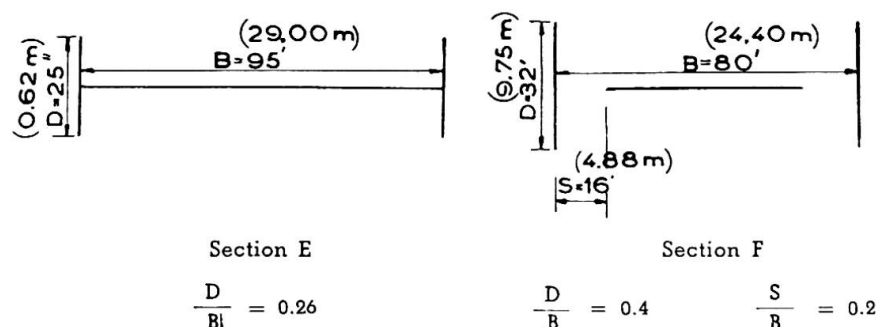 (0.62 m)
D=25"
(29,00 m)
B=95'
(9.75 m)
D=32'
(24,40 m)
B=80'
(4.88 m)
S=16'
Section E
Section F
D
B| = 0.26
D
B = 0.4
S
B = 0.2